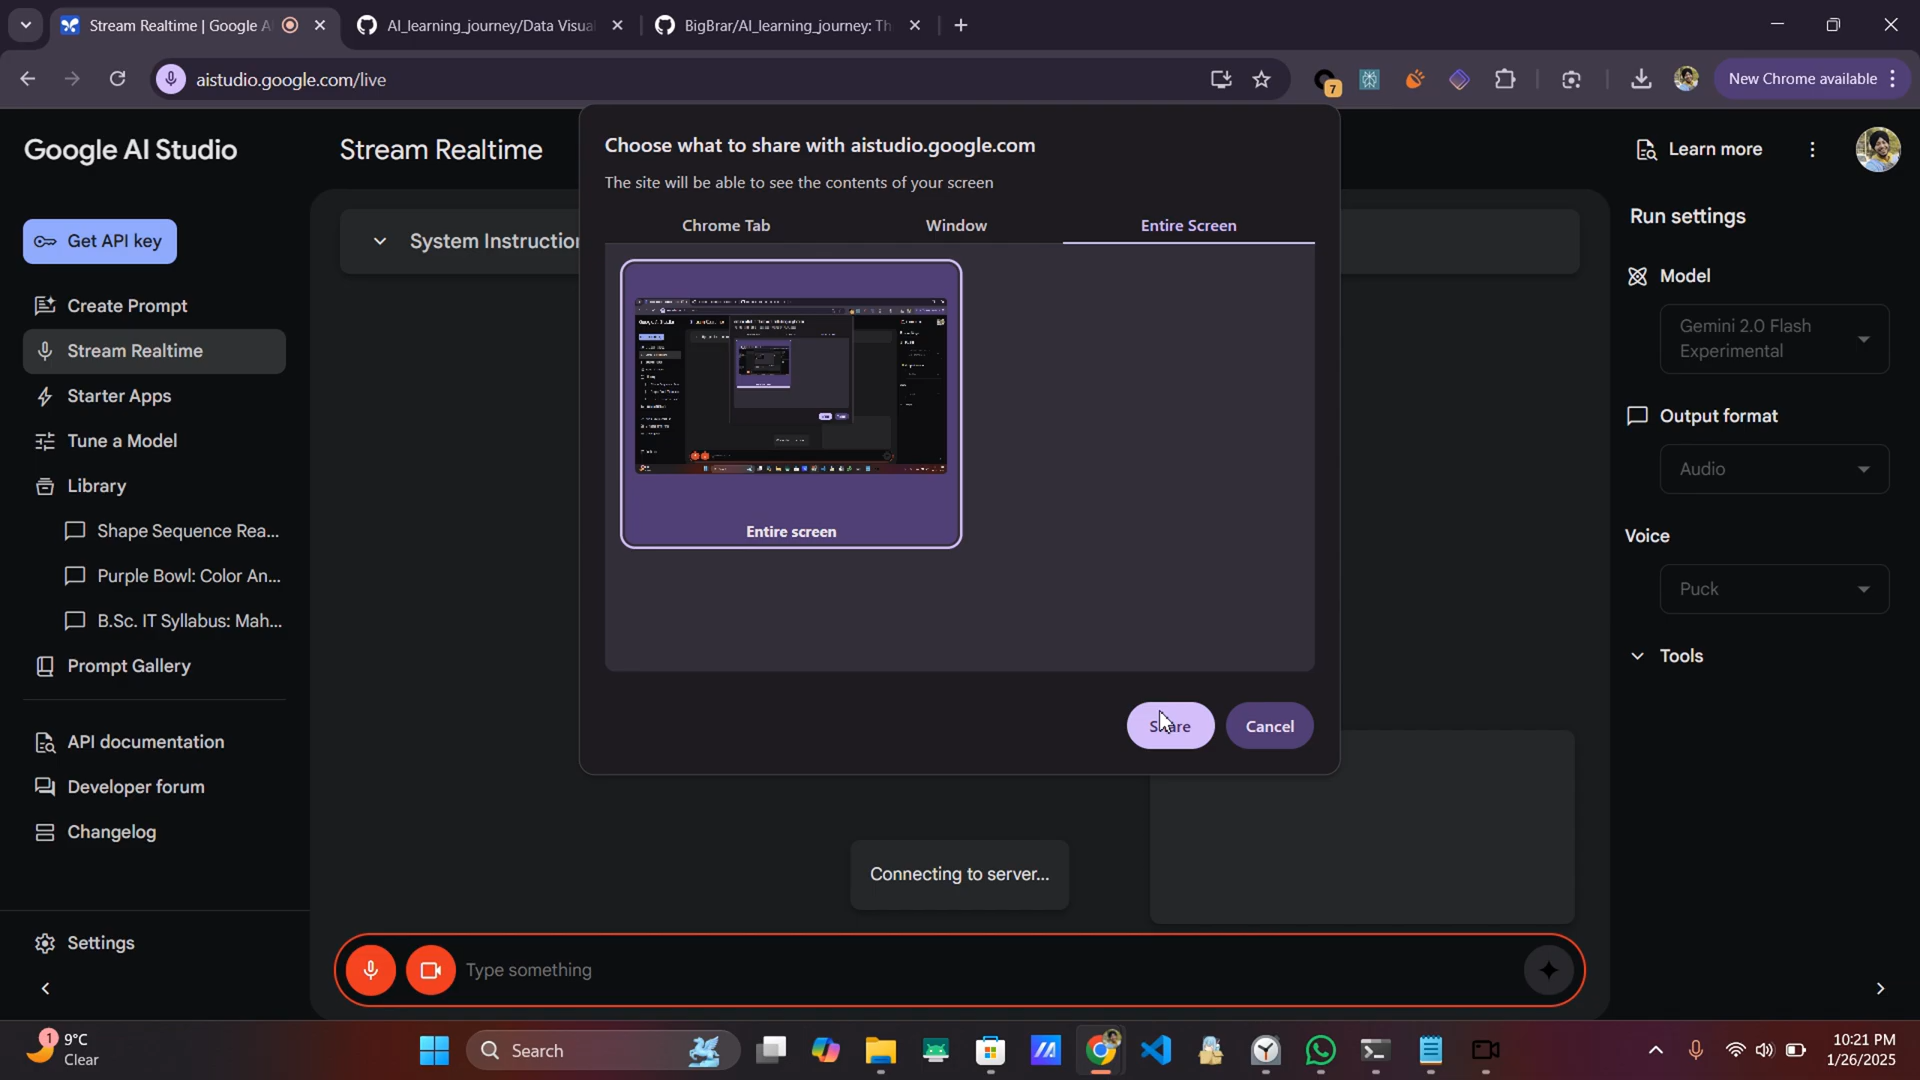 Stream Realtime | Google A
AI_learning_journey/Data Visua
BigBrar/AI_learning_journey: Th
aistudio.google.com/live
7
New Chrome available
Google AI Studio
Stream Realtime
Learn more
Get API key
Create Prompt
Stream Realtime
Starter Apps
Tune a Model
Library
Shape Sequence Rea...
Purple Bowl: Color An...
B.Sc. IT Syllabus: Mah...
Prompt Gallery
API documentation
Developer forum
Changelog
Settings
System Instruction
Choose what to share with aistudio.google.com
The site will be able to see the contents of your screen
Chrome Tab
Window
Entire Screen
Entire screen
Share
Cancel
Connecting to server...
Type something
Run settings
Model
Gemini 2.0 Flash
Experimental
Output format
Audio
Voice
Puck
Tools
1
9°C
Clear
Search
10:21 PM
1/26/2025